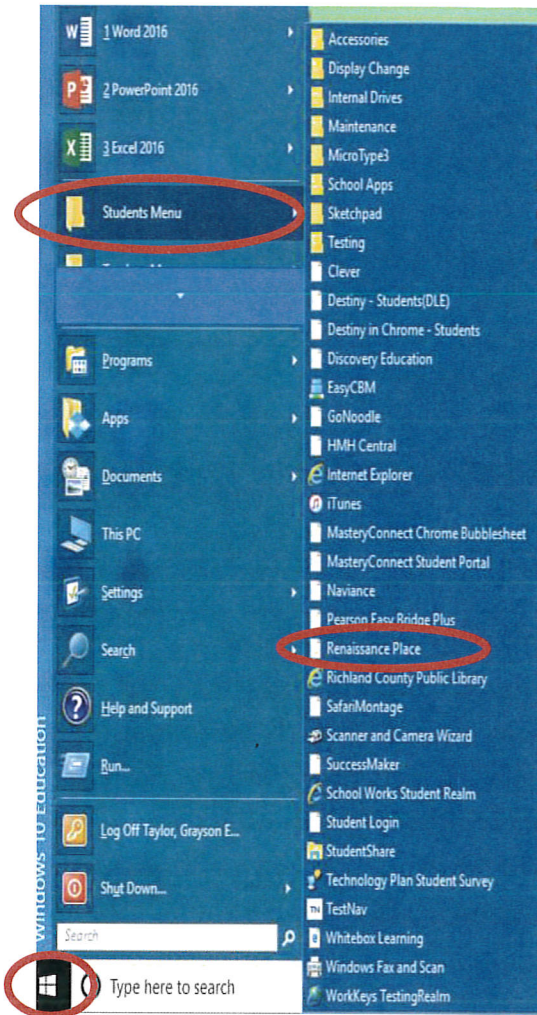 1 Word 2016
2 PowerPoint 2016
3 Excel 2016
Students Menu
Programs
Apps
Documents
This PC
Settings
Search
Help and Support
Run...
Log Off Taylor, Grayson E...
Shut Down...
Search
Type here to search
Windows 10 Education
Accessories
Display Change
Internal Drives
Maintenance
MicroType3
School Apps
Sketchpad
Testing
Clever
Destiny - Students(DLE)
Destiny in Chrome - Students
Discovery Education
EasyCBM
GoNoodle
HMH Central
Internet Explorer
iTunes
MasteryConnect Chrome Bubblesheet
MasteryConnect Student Portal
Naviance
Pearson Easy Bridge Plus
Renaissance Place
Richland County Public Library
SafariMontage
Scanner and Camera Wizard
SuccessMaker
School Works Student Realm
Student Login
StudentShare
Technology Plan Student Survey
TestNav
Whitebox Learning
Windows Fax and Scan
WorkKeys TestingRealm